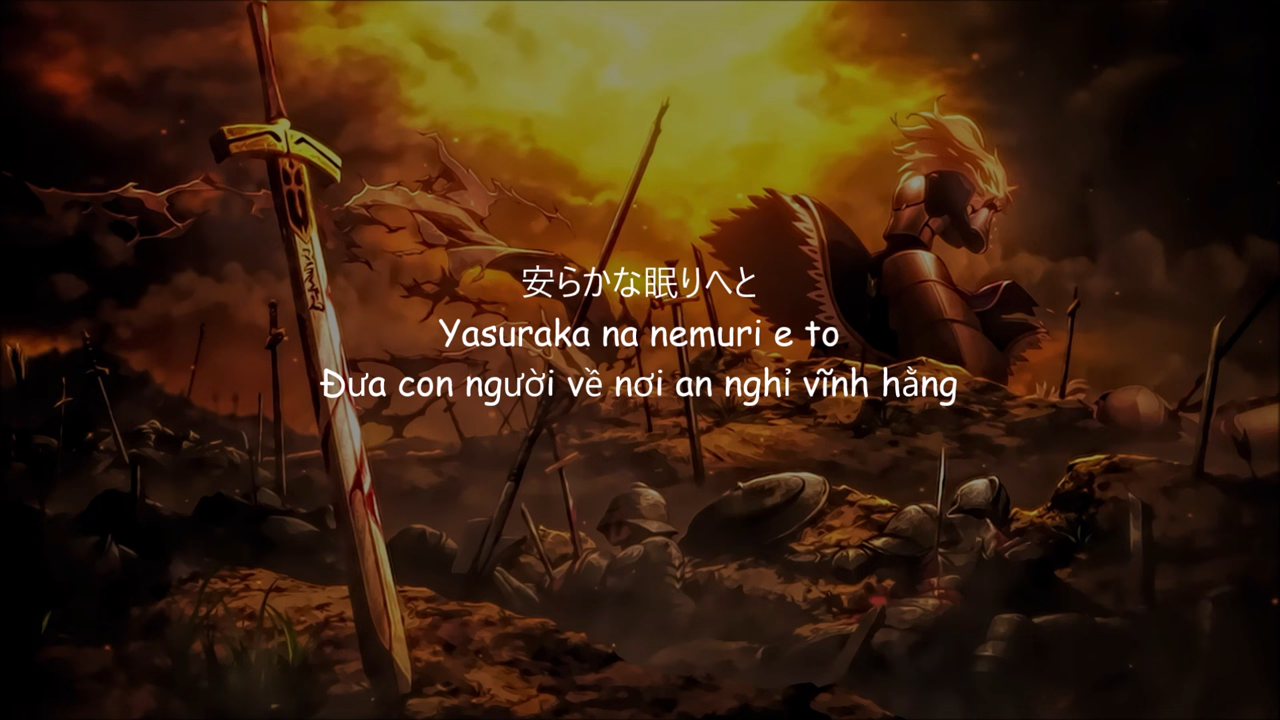 安らかな眠りへと
Yasuraka na nemuri e to
Đưa con người về nơi an nghỉ vĩnh hằng